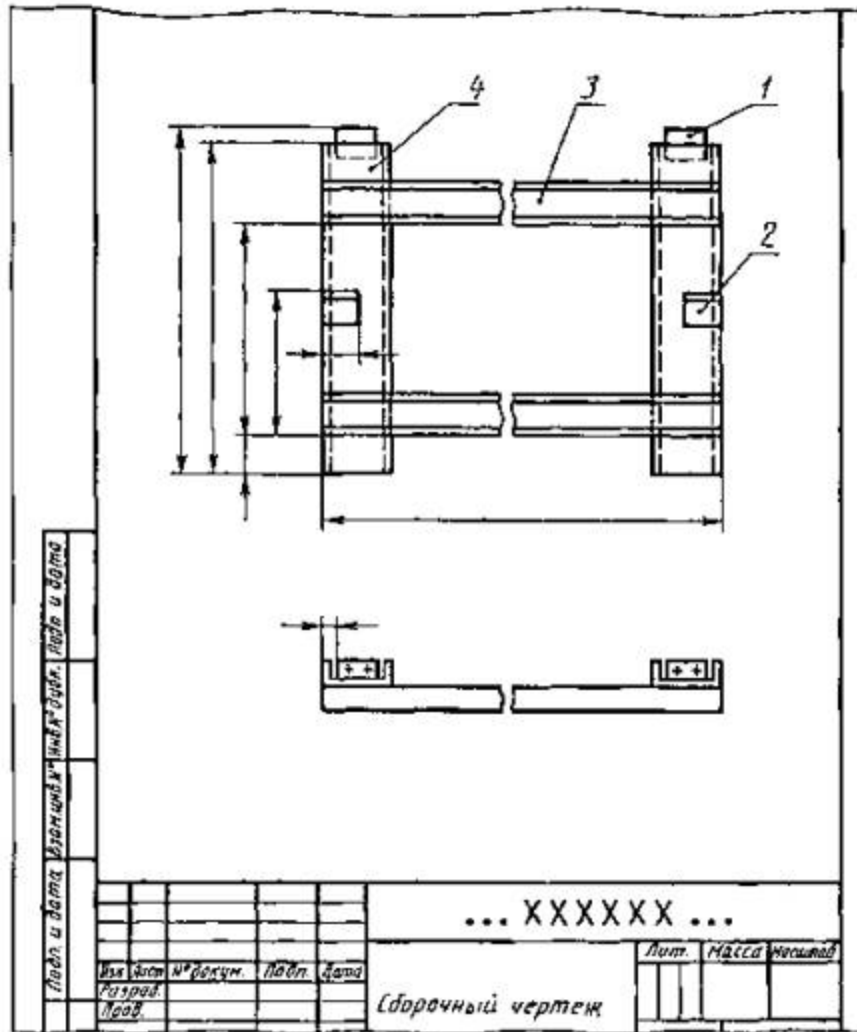 4
3
1
2
Подп. и дата
Взам. инв. №
Инв. № дубл.
Подп. и дата
... XXXXXX ...
Лит.
Масса
Масштаб
Изм
Лист
№ докум.
Подп.
Дата
Разраб.
Пров.
Сборочный чертеж